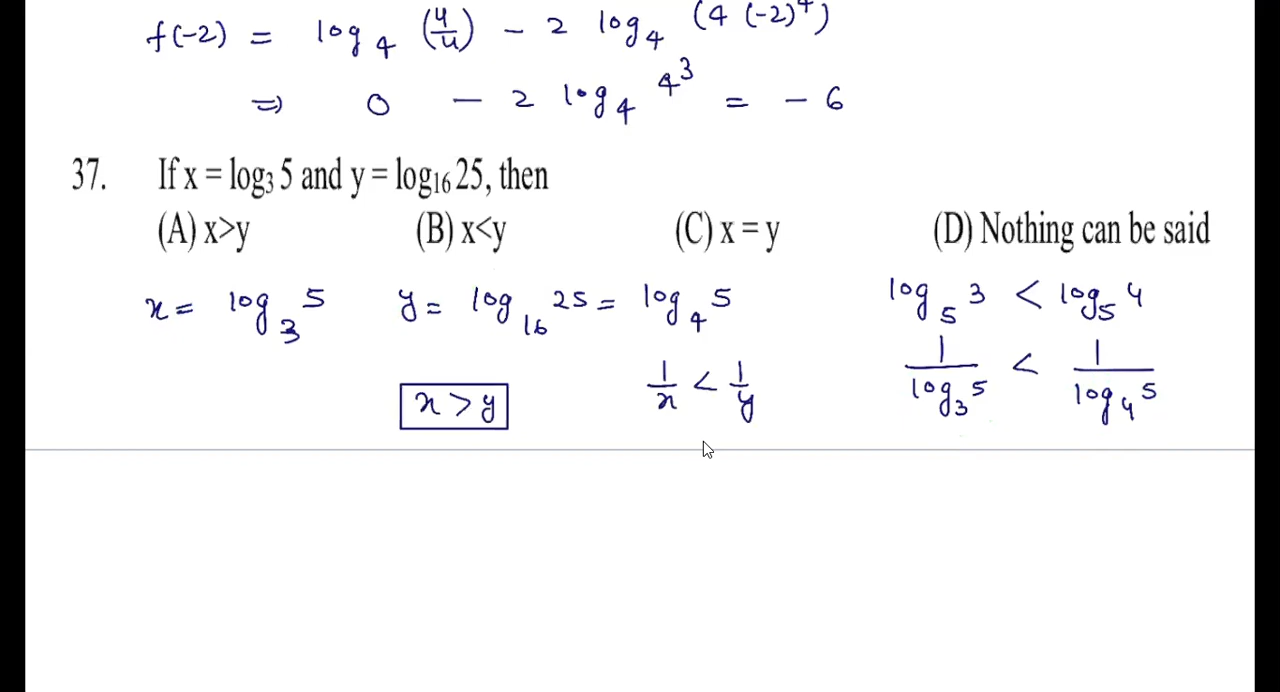 f(-2) = log₄ (4/4) - 2 log₄ (4 (-2)⁴)
⇒ 0 - 2 log₄ 4³ = - 6
37. If x = log₃ 5 and y = log₁₆ 25, then
(A) x>y (B) x<y (C) x = y (D) Nothing can be said
x = log₃ 5 y = log₁₆ 25 = log₄ 5 log₅ 3 < log₅ 4
x > y 1/x < 1/y 1/log₃ 5 < 1/log₄ 5